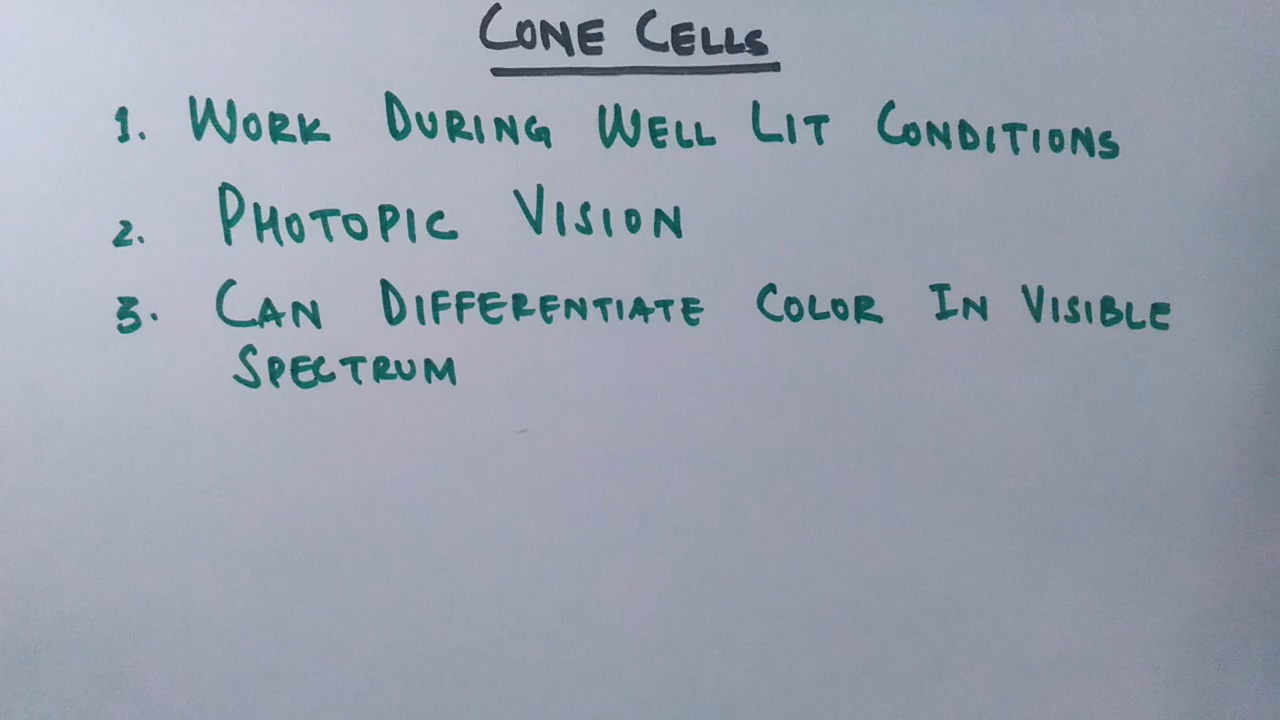 CONE CELLS
1. WORK DURING WELL LIT CONDITIONS
2. PHOTOPIC VISION
3. CAN DIFFERENTIATE COLOR IN VISIBLE
SPECTRUM